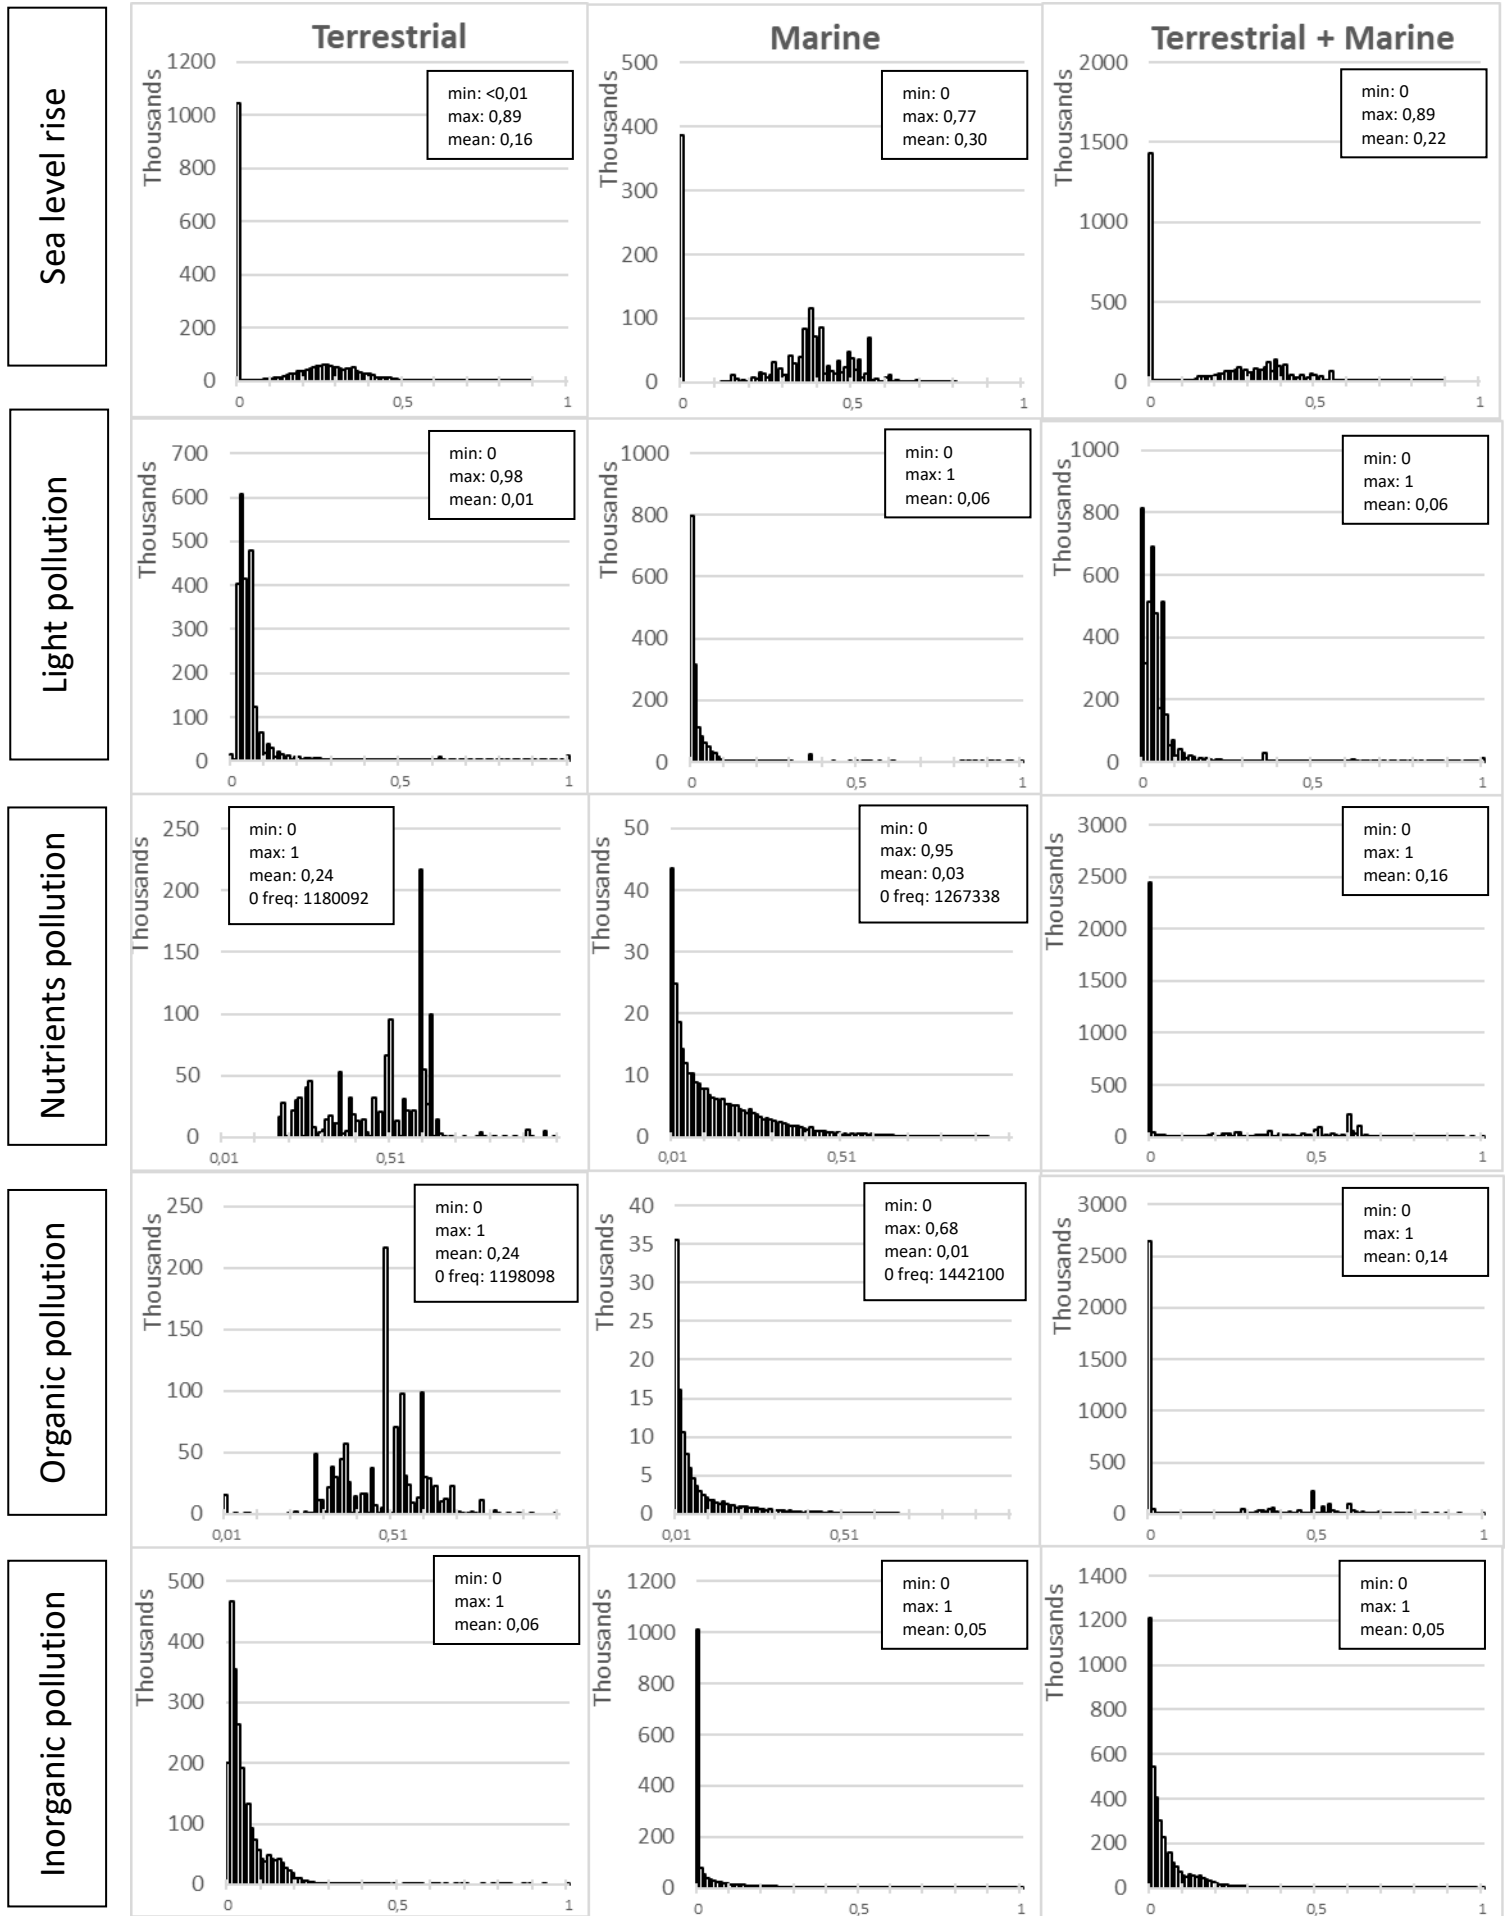 Terrestrial
Marine
Terrestrial + Marine
Sea level rise
Thousands
1200
1000
800
600
400
200
0
0
0,5
1
min: <0,01
max: 0,89
mean: 0,16
Thousands
500
400
300
200
100
0
0
0,5
1
min: 0
max: 0,77
mean: 0,30
Thousands
2000
1500
1000
500
0
0
0,5
1
min: 0
max: 0,89
mean: 0,22
Light pollution
Thousands
700
600
500
400
300
200
100
0
0
0,5
1
min: 0
max: 0,98
mean: 0,01
Thousands
1000
800
600
400
200
0
0
0,5
1
min: 0
max: 1
mean: 0,06
Thousands
1000
800
600
400
200
0
0
0,5
1
min: 0
max: 1
mean: 0,06
Nutrients pollution
Thousands
250
200
150
100
50
0
0,01
0,51
min: 0
max: 1
mean: 0,24
0 freq: 1180092
Thousands
50
40
30
20
10
0
0,01
0,51
min: 0
max: 0,95
mean: 0,03
0 freq: 1267338
Thousands
3000
2500
2000
1500
1000
500
0
0
0,5
1
min: 0
max: 1
mean: 0,16
Organic pollution
Thousands
250
200
150
100
50
0
0,01
0,51
min: 0
max: 1
mean: 0,24
0 freq: 1198098
Thousands
40
35
30
25
20
15
10
5
0
0,01
0,51
min: 0
max: 0,68
mean: 0,01
0 freq: 1442100
Thousands
3000
2500
2000
1500
1000
500
0
0
0,5
1
min: 0
max: 1
mean: 0,14
Inorganic pollution
Thousands
500
400
300
200
100
0
0
0,5
1
min: 0
max: 1
mean: 0,06
Thousands
1200
1000
800
600
400
200
0
0
0,5
1
min: 0
max: 1
mean: 0,05
Thousands
1400
1200
1000
800
600
400
200
0
0
0,5
1
min: 0
max: 1
mean: 0,05